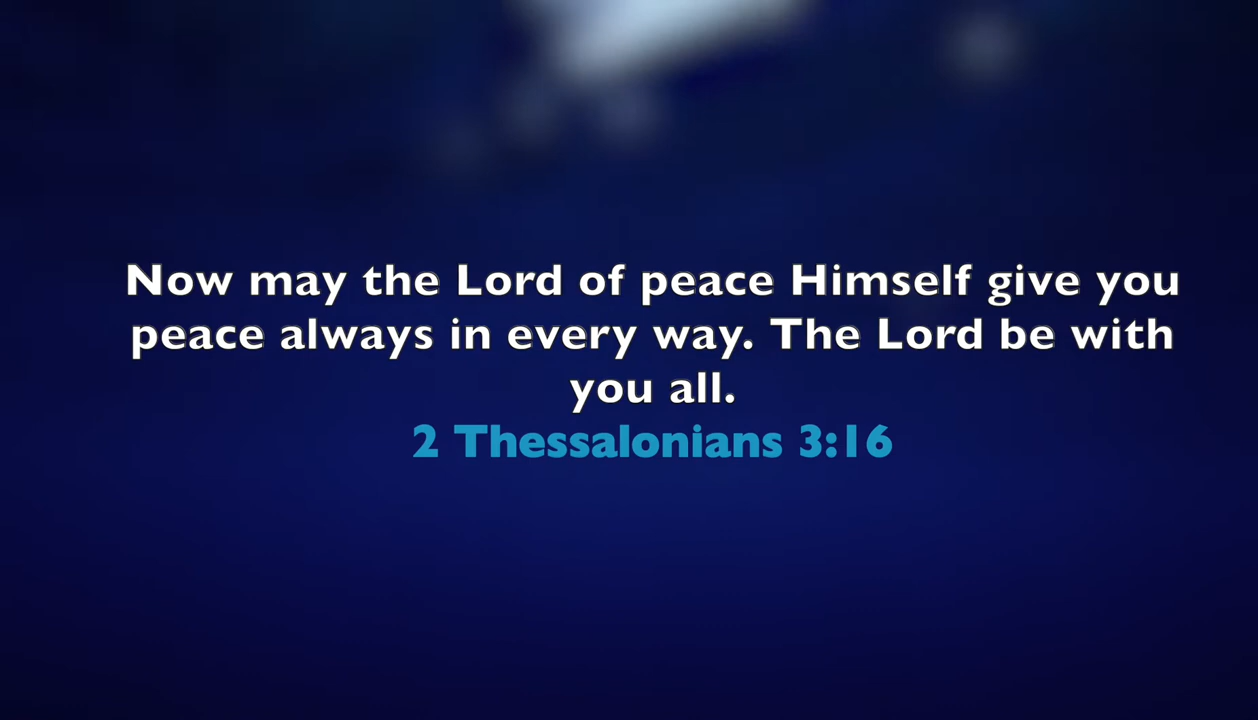 Now may the Lord of peace Himself give you
peace always in every way. The Lord be with
you all.
2 Thessalonians 3:16